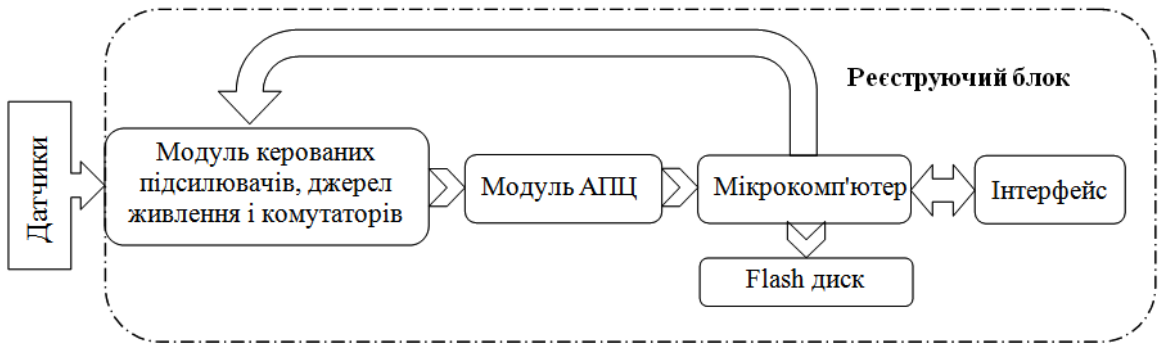 Реєструючий блок
Датчики
Модуль керованих
підсилювачів, джерел
живлення і комутаторів
Модуль АПЦ
Мікрокомп'ютер
Інтерфейс
Flash диск